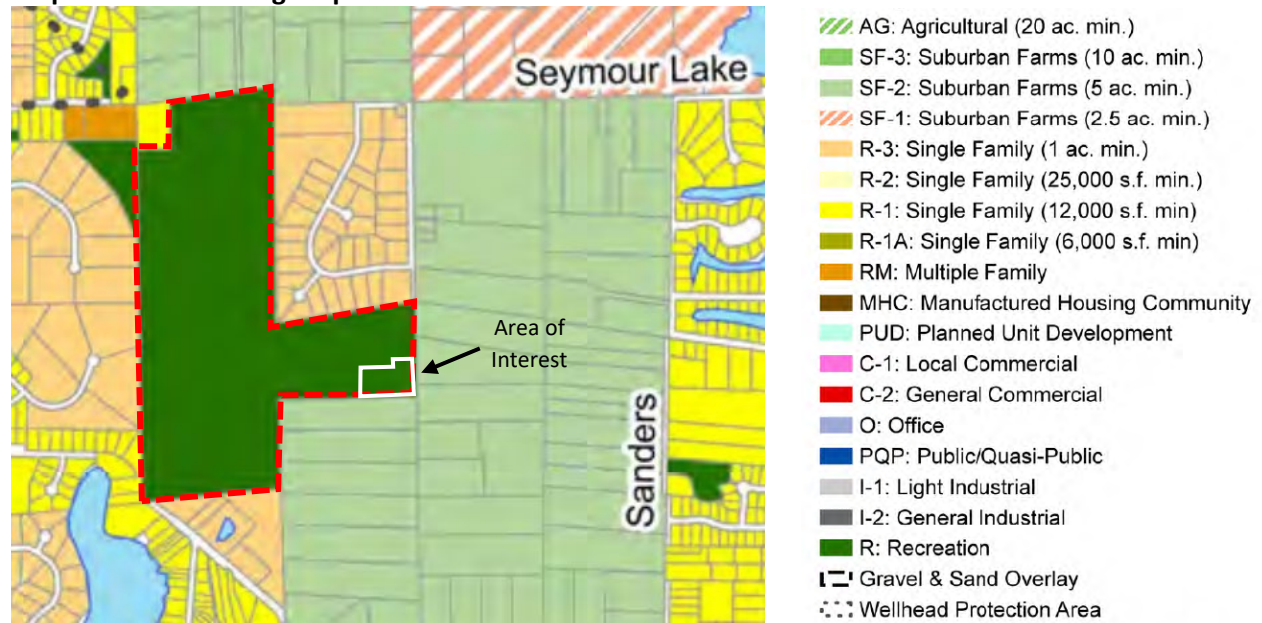 Seymour Lake
Area of
Interest
Sanders
AG: Agricultural (20 ac. min.)
SF-3: Suburban Farms (10 ac. min.)
SF-2: Suburban Farms (5 ac. min.)
SF-1: Suburban Farms (2.5 ac. min.)
R-3: Single Family (1 ac. min.)
R-2: Single Family (25,000 s.f. min.)
R-1: Single Family (12,000 s.f. min)
R-1A: Single Family (6,000 s.f. min)
RM: Multiple Family
MHC: Manufactured Housing Community
PUD: Planned Unit Development
C-1: Local Commercial
C-2: General Commercial
O: Office
PQP: Public/Quasi-Public
I-1: Light Industrial
I-2: General Industrial
R: Recreation
Gravel & Sand Overlay
Wellhead Protection Area